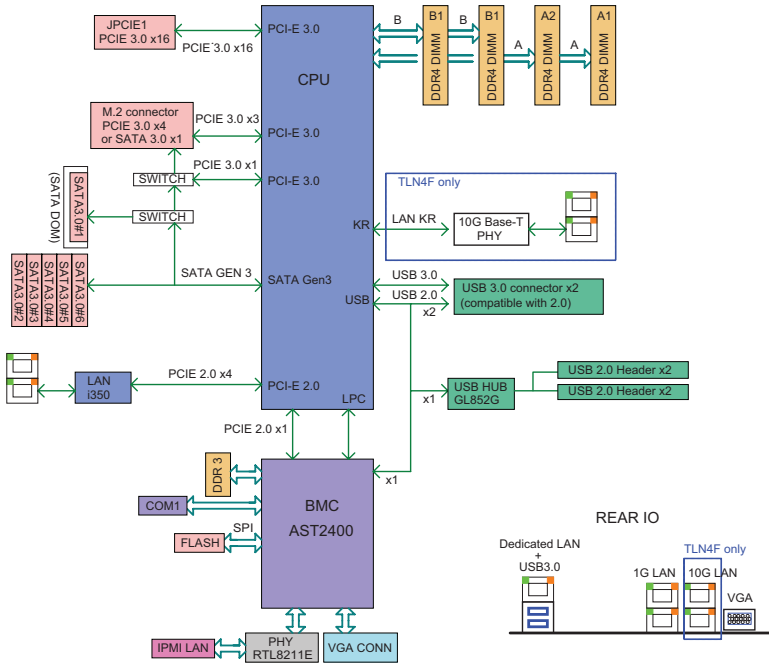 JPCIE1
PCIE 3.0 x16
PCIE 3.0 x16
PCI-E 3.0
CPU
B
B
A
A
B1
DDR4 DIMM
B1
DDR4 DIMM
A2
DDR4 DIMM
A1
DDR4 DIMM
M.2 connector
PCIE 3.0 x4
or SATA 3.0 x1
PCIE 3.0 x3
PCI-E 3.0
PCIE 3.0 x1
PCI-E 3.0
SWITCH
SWITCH
SATA3.0#1
(SATA DOM)
TLN4F only
KR
LAN KR
10G Base-T
PHY
SATA3.0#2
SATA3.0#3
SATA3.0#4
SATA3.0#5
SATA3.0#6
SATA GEN 3
SATA Gen3
USB
USB 3.0
USB 2.0
x2
USB 3.0 connector x2
(compatible with 2.0)
LAN
i350
PCIE 2.0 x4
PCI-E 2.0
LPC
x1
USB HUB
GL852G
USB 2.0 Header x2
USB 2.0 Header x2
PCIE 2.0 x1
x1
DDR 3
COM1
SPI
FLASH
BMC
AST2400
IPMI LAN
PHY
RTL8211E
VGA CONN
REAR IO
Dedicated LAN
+
USB3.0
TLN4F only
1G LAN
10G LAN
VGA